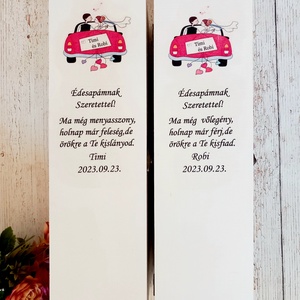 Timi
és Robi
Édesapámnak
Szeretettel!
Ma még menyasszony,
holnap már feleség,de
örökre a Te kislányod.
Timi
2023.09.23.
Timi
és Robi
Édesapámnak
Szeretettel!
Ma még vőlegény,
holnap már férj,de
örökre a Te kisfiad.
Robi
2023.09.23.